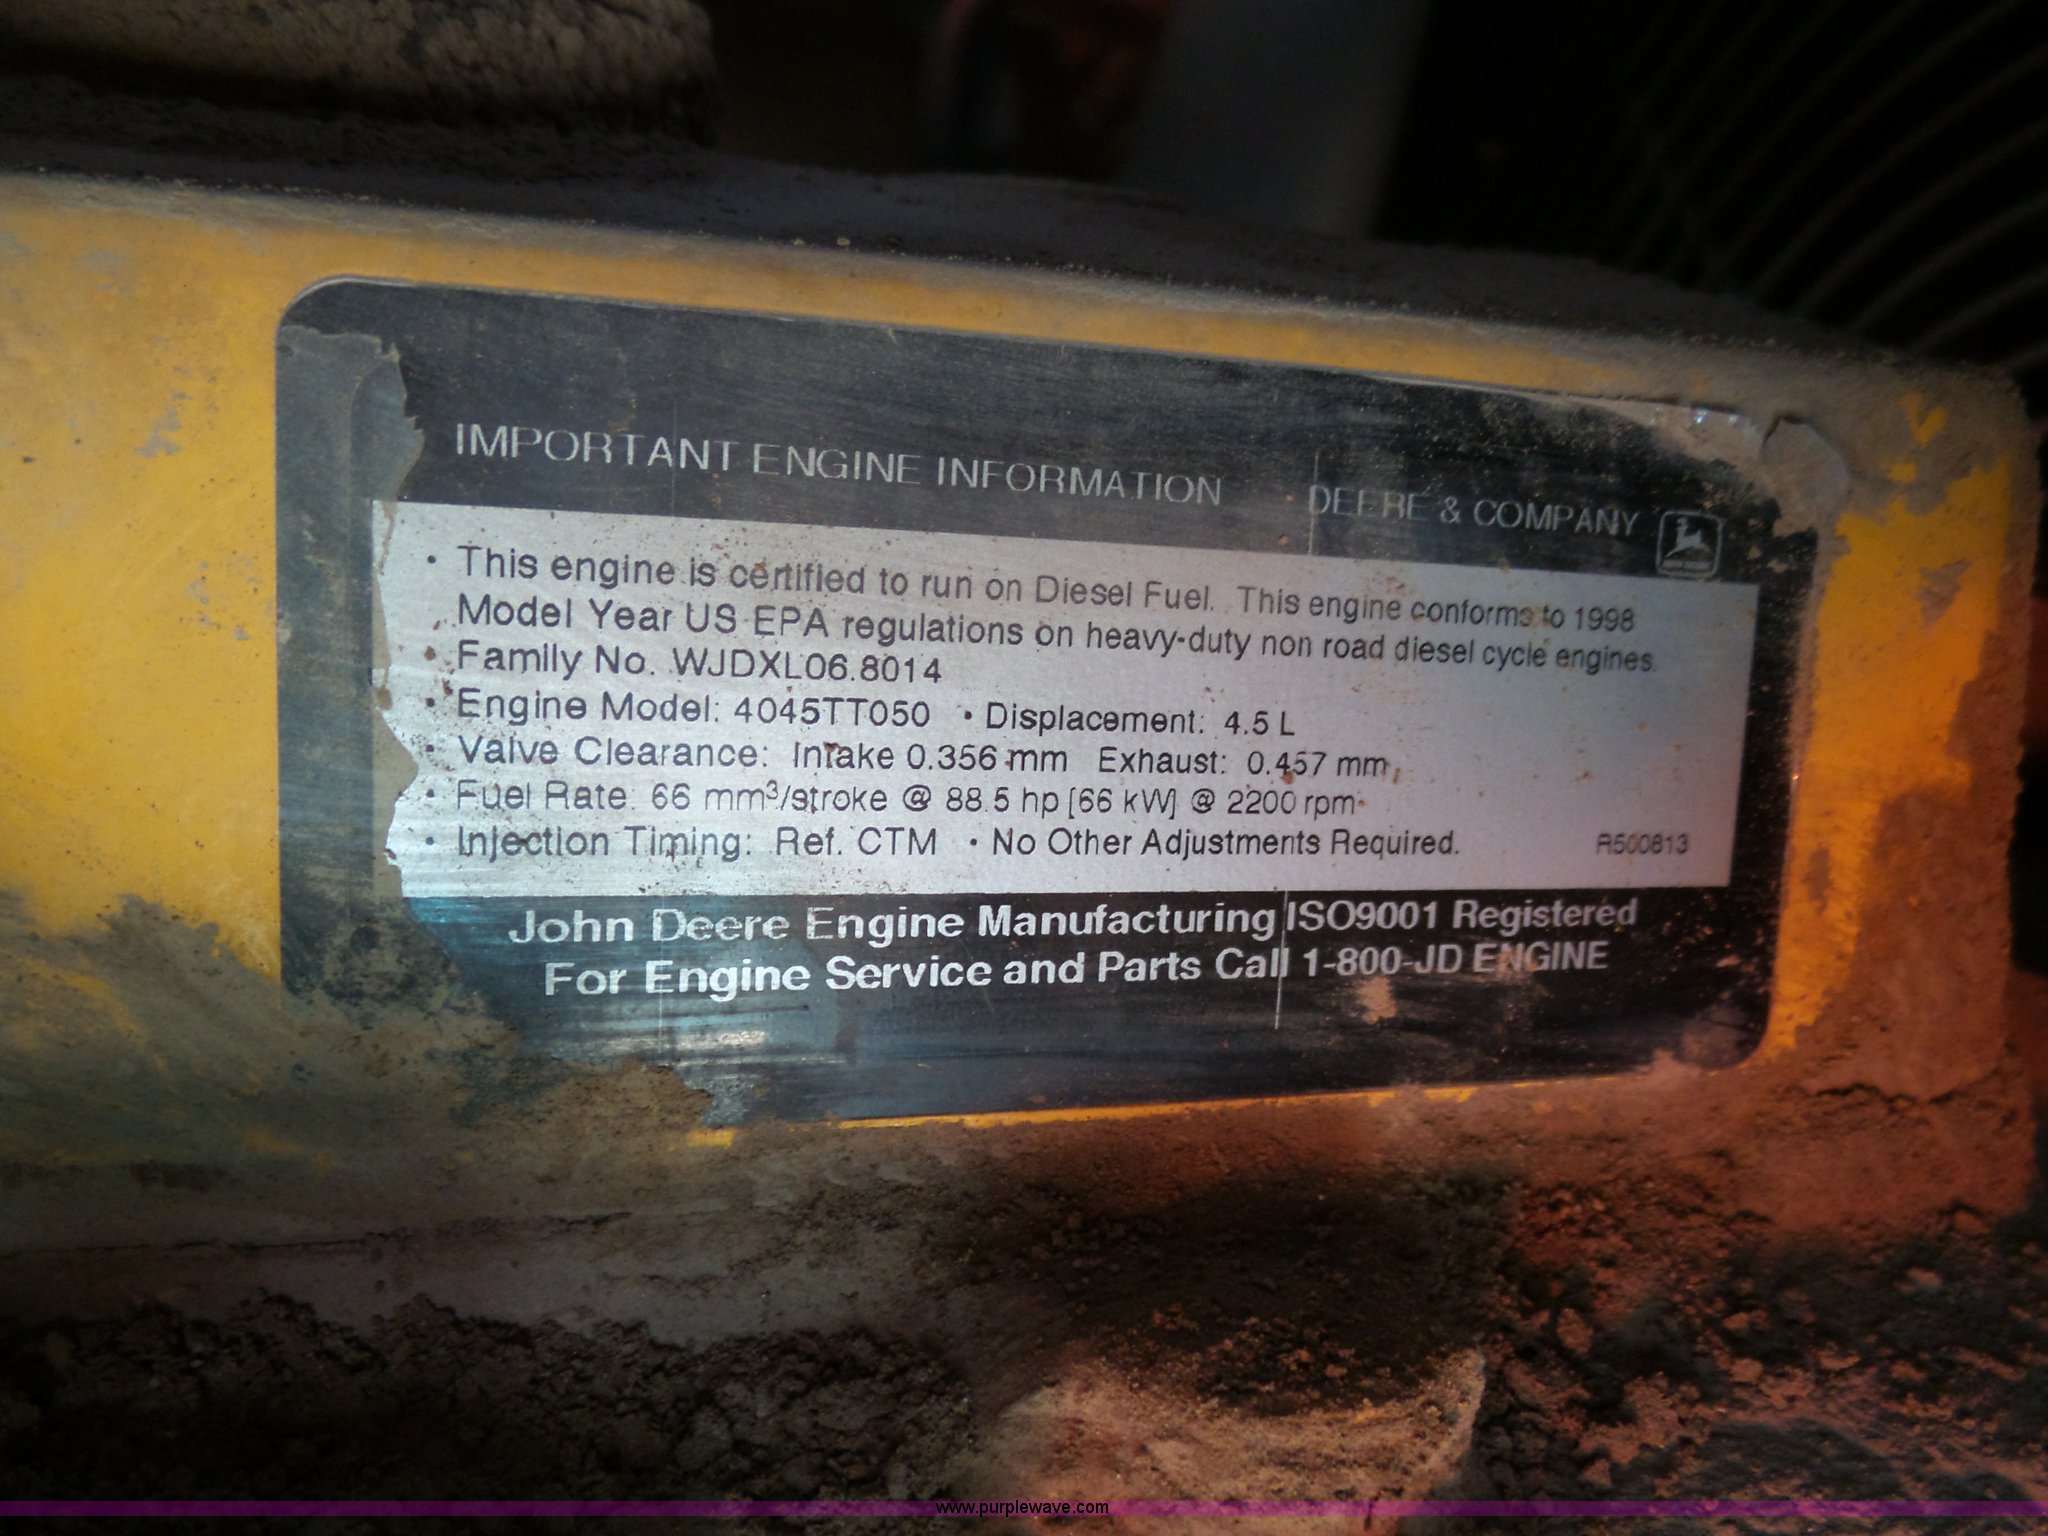 IMPORTANT ENGINE INFORMATION DEERE & COMPANY
• This engine is certified to run on Diesel Fuel. This engine conforms to 1998
Model Year US EPA regulations on heavy-duty non road diesel cycle engines.
• Family No. WJDXL06.8014
• Engine Model: 4045TT050 • Displacement: 4.5 L
• Valve Clearance: Intake 0.356 mm Exhaust: 0.457 mm
• Fuel Rate: 66 mm³/stroke @ 88.5 hp [66 kW] @ 2200 rpm
• Injection Timing: Ref. CTM • No Other Adjustments Required. R500813
John Deere Engine Manufacturing ISO9001 Registered
For Engine Service and Parts Call 1-800-JD ENGINE
www.purplewave.com